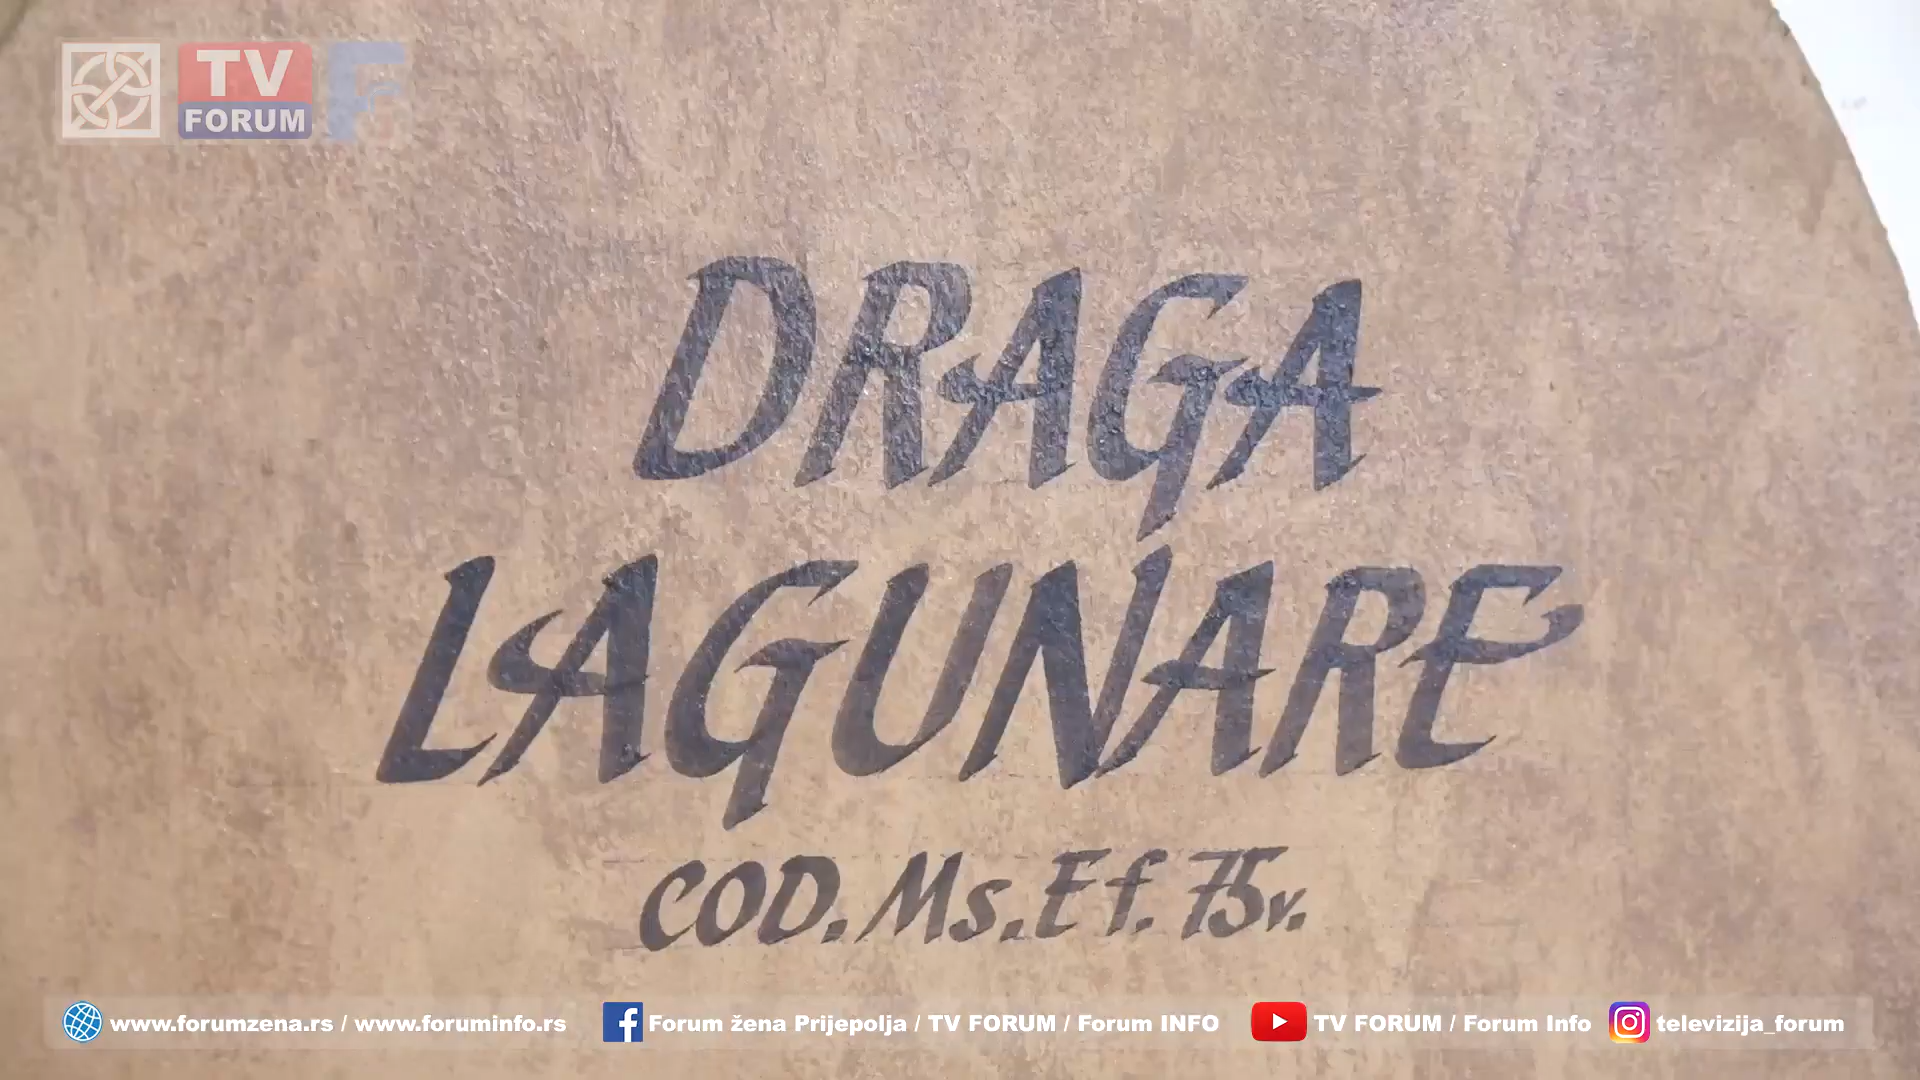 TV
FORUM
F
DRAGA
LAGUNARE
COD. Ms. E f. 75v.
www.forumzena.rs / www.foruminfo.rs
Forum žena Prijepolja / TV FORUM / Forum INFO
TV FORUM / Forum Info
televizija_forum